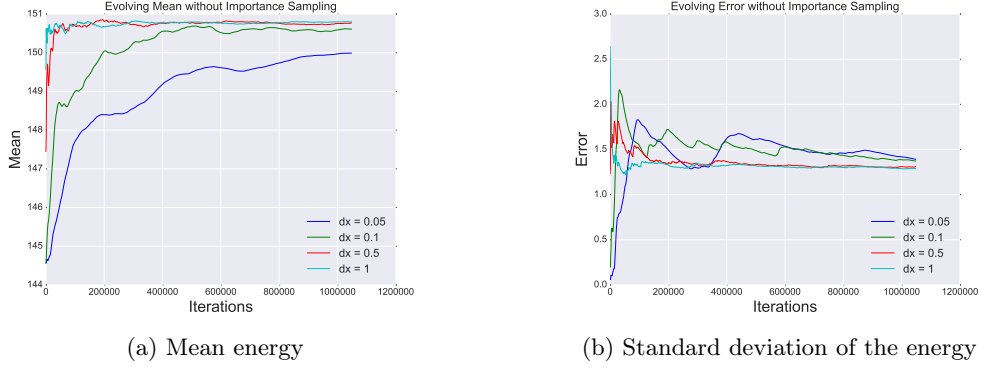 Evolving Mean without Importance Sampling
151
150
149
148
147
146
145
144
Mean
0 200000 400000 600000 800000 1000000 1200000
Iterations
dx = 0.05
dx = 0.1
dx = 0.5
dx = 1
(a) Mean energy
Evolving Error without Importance Sampling
3.0
2.5
2.0
1.5
1.0
0.5
0.0
Error
0 200000 400000 600000 800000 1000000 1200000
Iterations
dx = 0.05
dx = 0.1
dx = 0.5
dx = 1
(b) Standard deviation of the energy